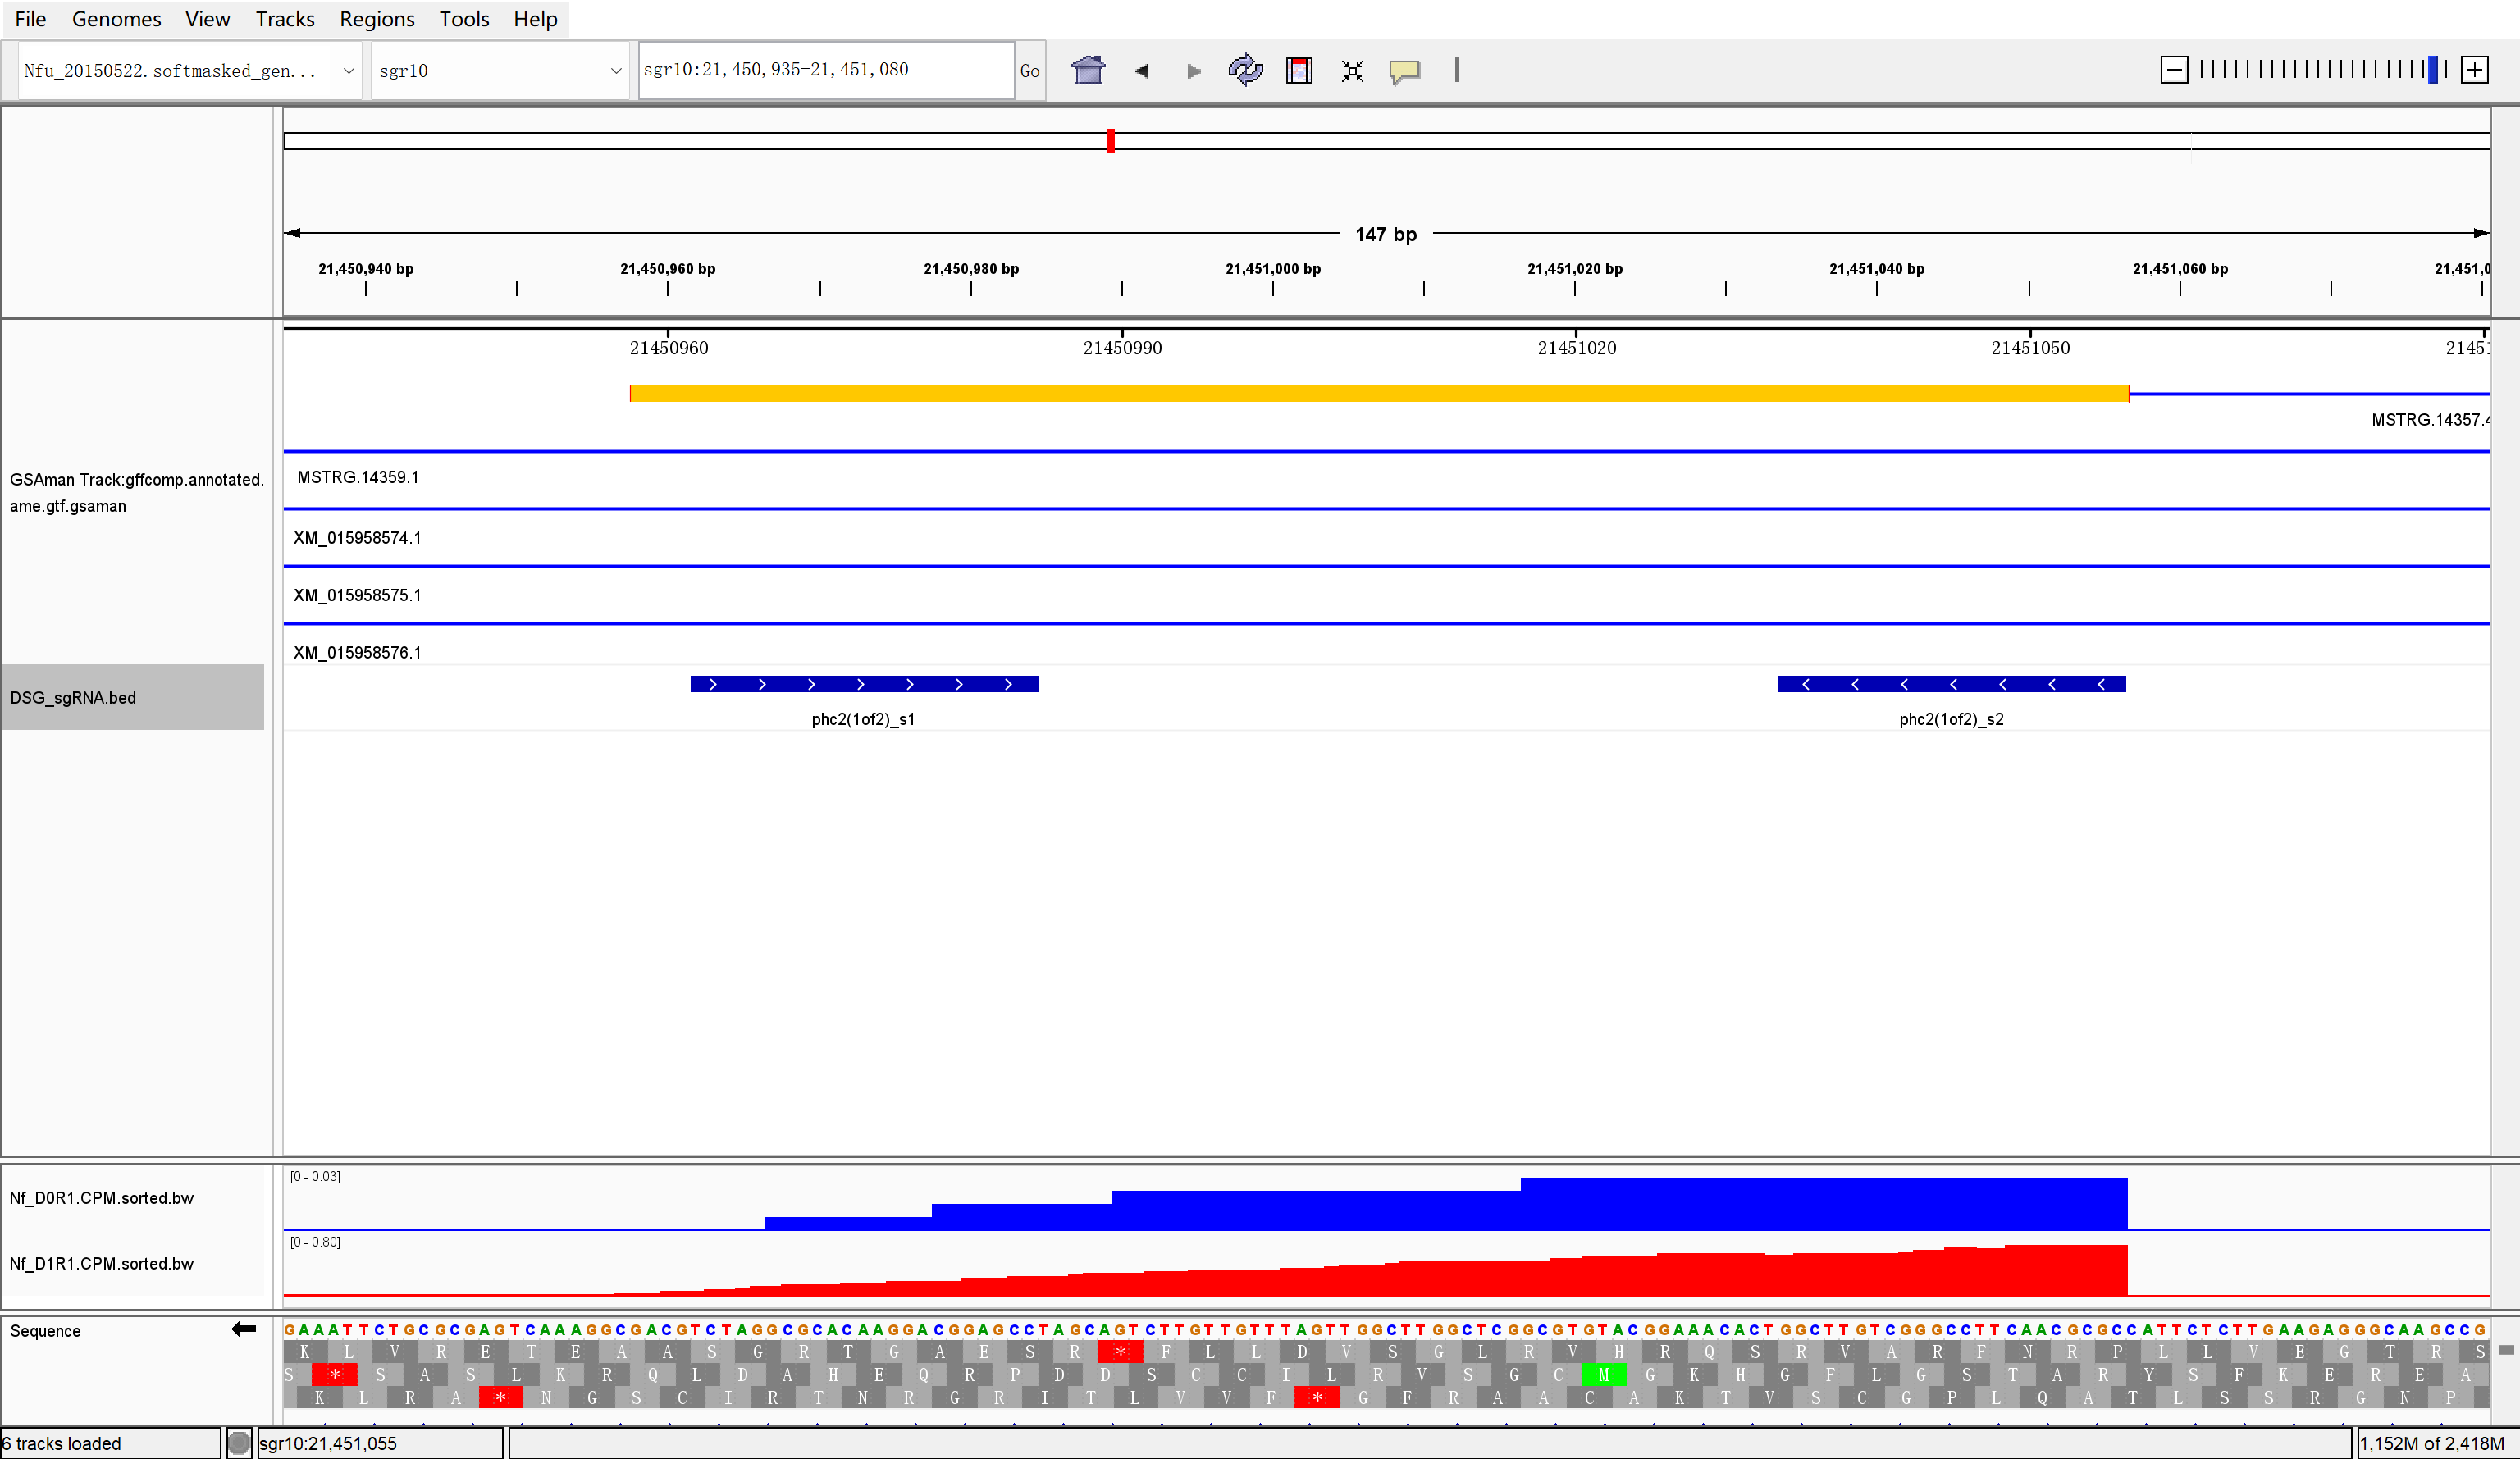 File Genomes View Tracks Regions Tools Help
Nfu_20150522.softmasked_gen... sgr10 sgr10:21,450,935-21,451,080 Go
147 bp
21,450,940 bp 21,450,960 bp 21,450,980 bp 21,451,000 bp 21,451,020 bp 21,451,040 bp 21,451,060 bp 21,451,0
21450960 21450990 21451020 21451050 21451
MSTRG.14357.4
MSTRG.14359.1
GSAman Track:gffcomp.annotated.
ame.gtf.gsaman
XM_015958574.1
XM_015958575.1
XM_015958576.1
DSG_sgRNA.bed
phc2(1of2)_s1 phc2(1of2)_s2
[0 - 0.03]
Nf_D0R1.CPM.sorted.bw
[0 - 0.80]
Nf_D1R1.CPM.sorted.bw
Sequence GAAATTCTGCGCGAGTCAAAGGCGACGTCTAGGCGCACAAGGACGGAGCCTAGCAGTCTTGTTGTTTAGTTGGCTTGGCTCGGCGTGTACGGAAACACTGGCTTGTCGGGCCTTCAACGCGCCATTCTCTTGAAGAGGGCAAGCCG
K L V R E T E A A S G R T G A E S R * F L L D V S G L R V H R Q S R V A R F N R P L L V E G T R S
S * S A S L K R Q L D A H E Q R P D D S C C I L R V S G C M G K H G F L G S T A R Y S F K E R E A
K L R A * N G S C I R T N R G R I T L V V F * G F R A A C A K T V S C G P L Q A T L S S R G N P
6 tracks loaded sgr10:21,451,055 1,152M of 2,418M